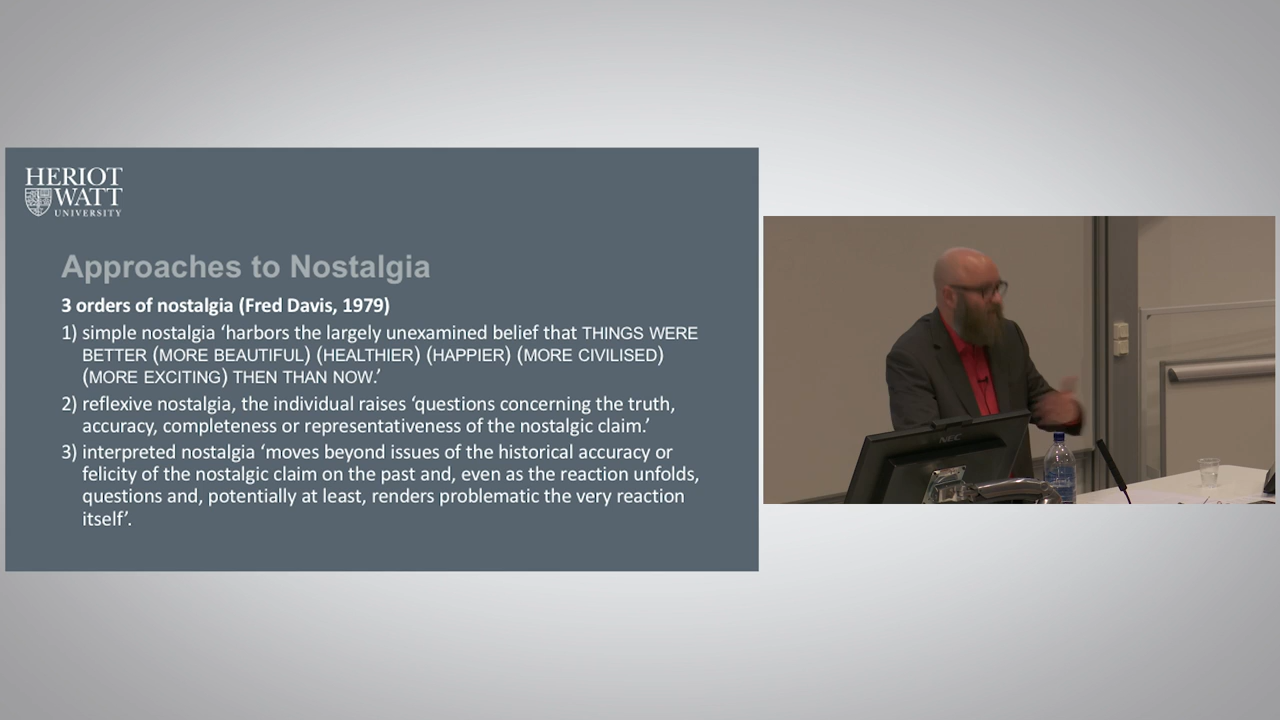 HERIOT
WATT
UNIVERSITY
Approaches to Nostalgia
3 orders of nostalgia (Fred Davis, 1979)
1) simple nostalgia ‘harbors the largely unexamined belief that THINGS WERE
BETTER (MORE BEAUTIFUL) (HEALTHIER) (HAPPIER) (MORE CIVILISED)
(MORE EXCITING) THEN THAN NOW.’
2) reflexive nostalgia, the individual raises ‘questions concerning the truth,
accuracy, completeness or representativeness of the nostalgic claim.’
3) interpreted nostalgia ‘moves beyond issues of the historical accuracy or
felicity of the nostalgic claim on the past and, even as the reaction unfolds,
questions and, potentially at least, renders problematic the very reaction
itself’.
NEC